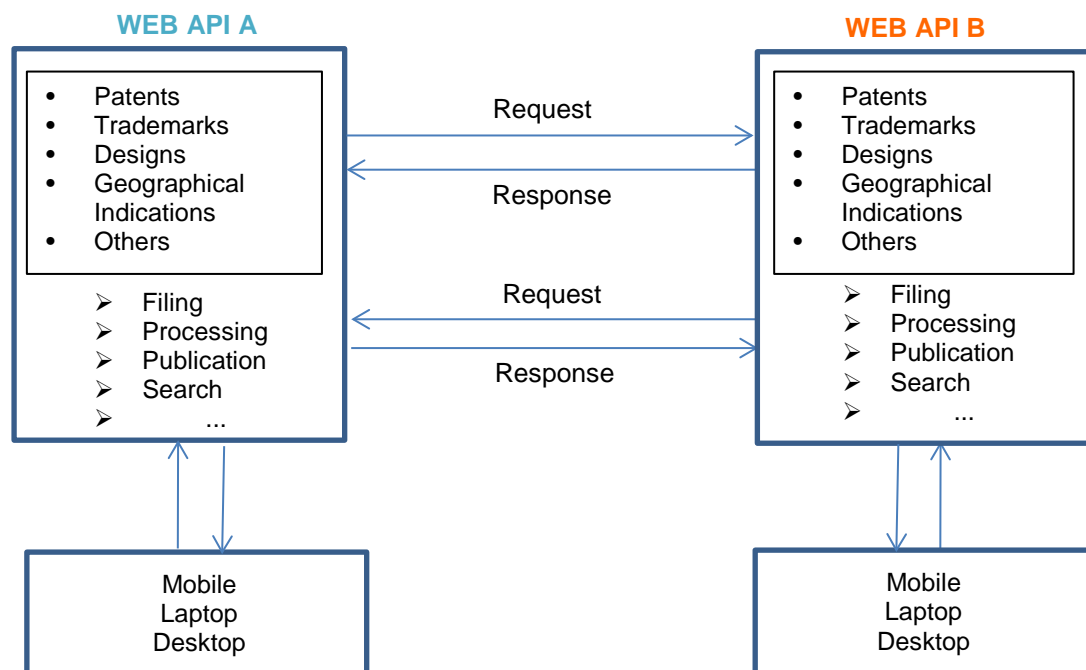 WEB API A
• Patents
• Trademarks
• Designs
• Geographical
Indications
• Others
➢ Filing
➢ Processing
➢ Publication
➢ Search
➢ ...
Request
Response
Request
Response
WEB API B
• Patents
• Trademarks
• Designs
• Geographical
Indications
• Others
➢ Filing
➢ Processing
➢ Publication
➢ Search
➢ ...
Mobile
Laptop
Desktop
Mobile
Laptop
Desktop